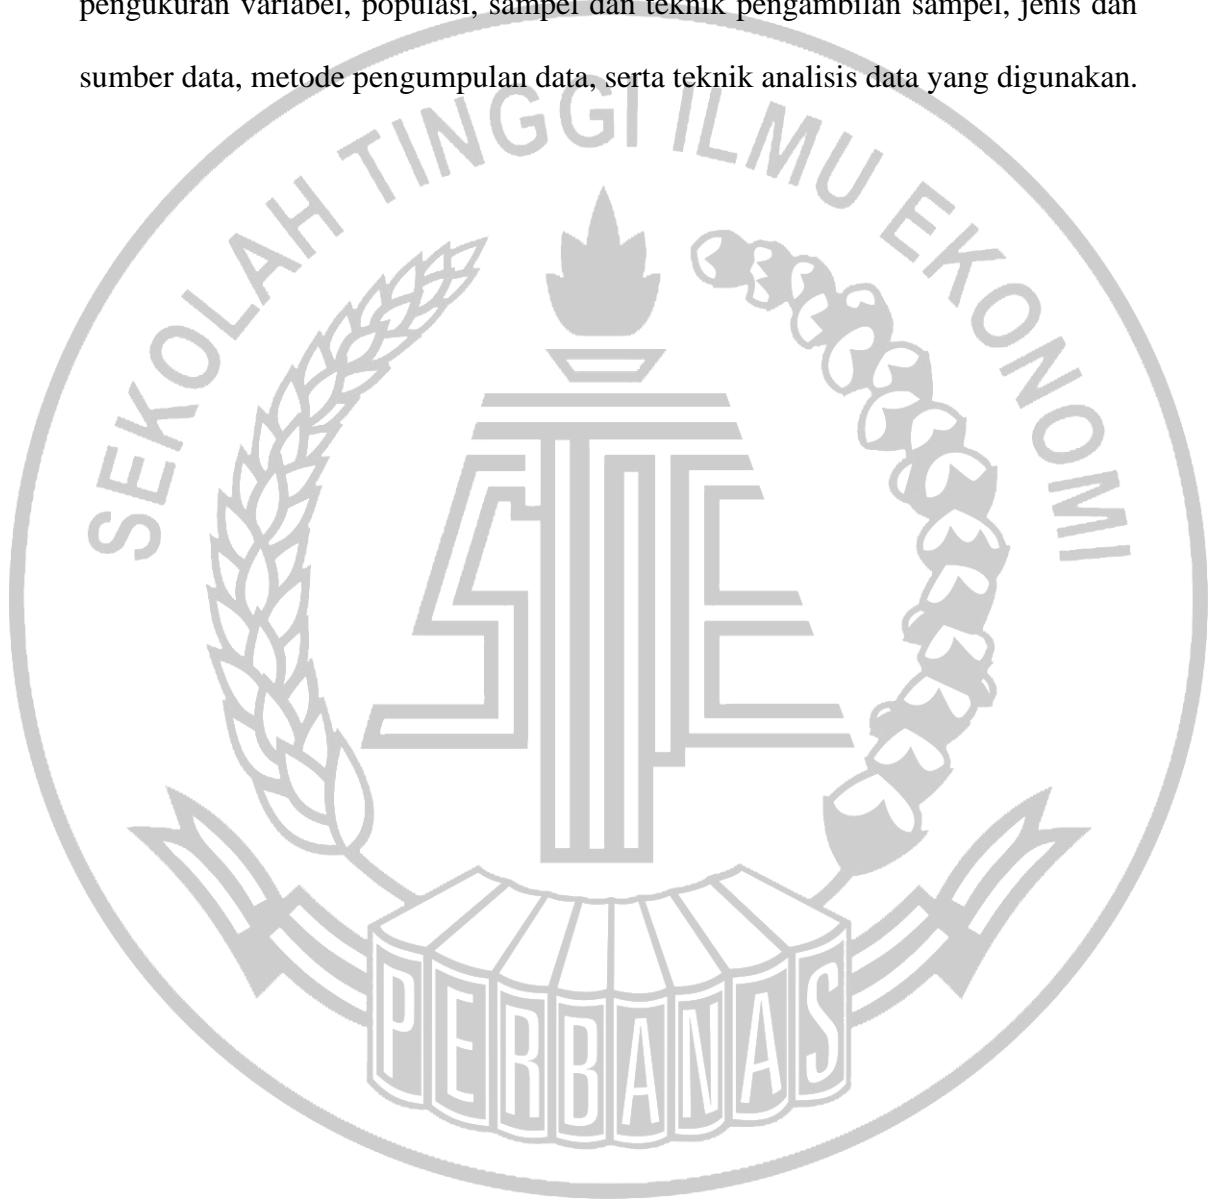 pengukuran variabel, populasi, sampel dan teknik pengambilan sampel, jenis dan
sumber data, metode pengumpulan data, serta teknik analisis data yang digunakan.
SEKOLAH TINGGI ILMU EKONOMI
STIE
PERBANAS